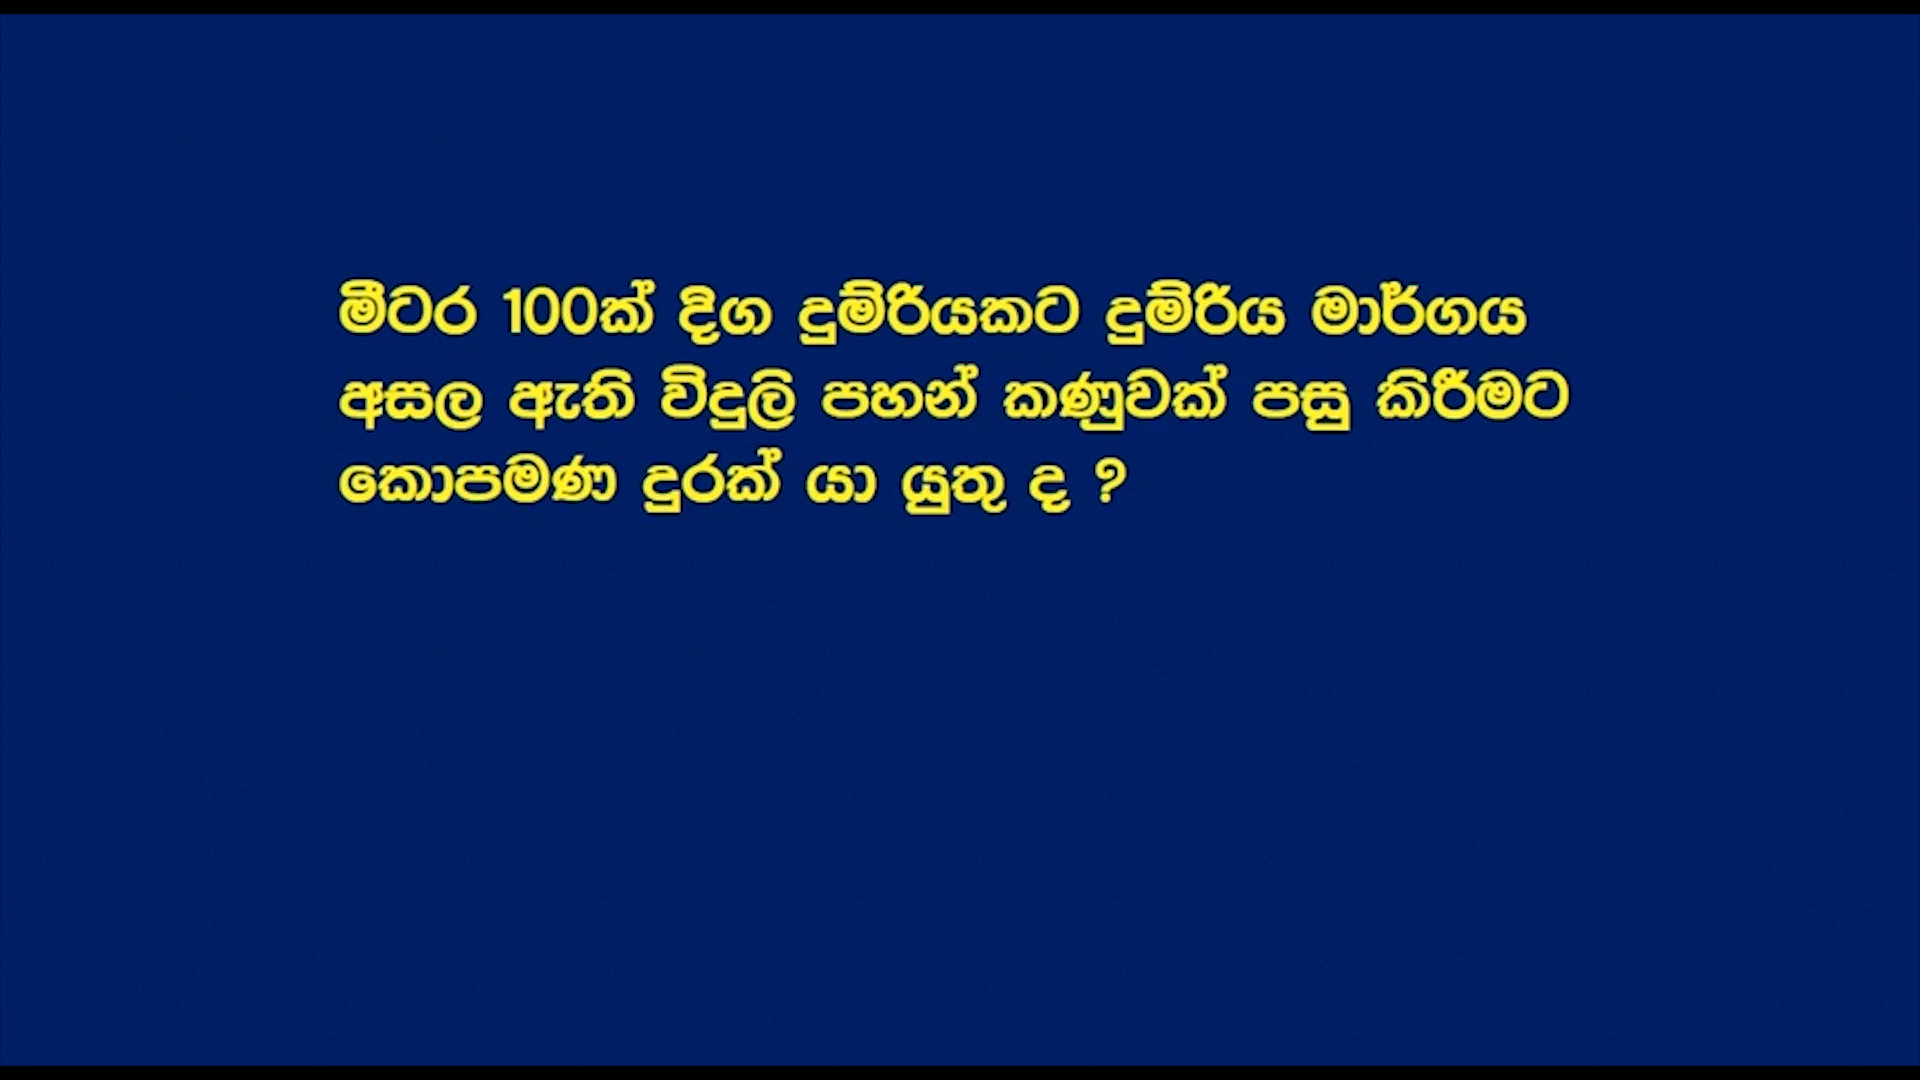 මීටර 100ක් දිග දුම්රියකට දුම්රිය මාර්ගය
අසල ඇති විදුලි පහන් කණුවක් පසු කිරීමට
කොපමණ දුරක් යා යුතු ද ?